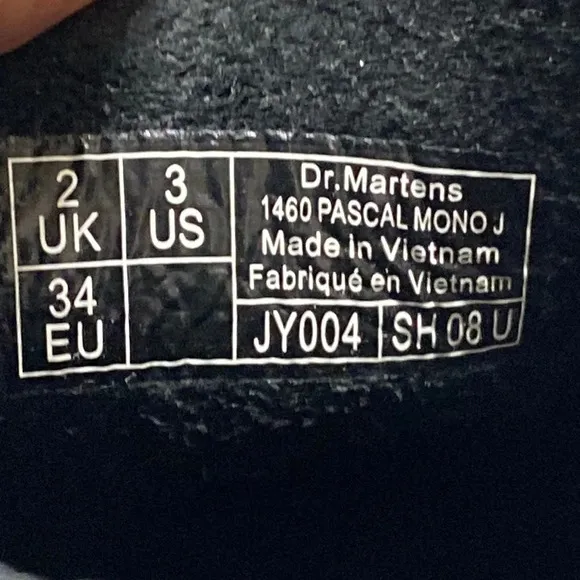 2
UK
3
US
34
EU
Dr.Martens
1460 PASCAL MONO J
Made in Vietnam
Fabriqué en Vietnam
JY004
SH 08 U